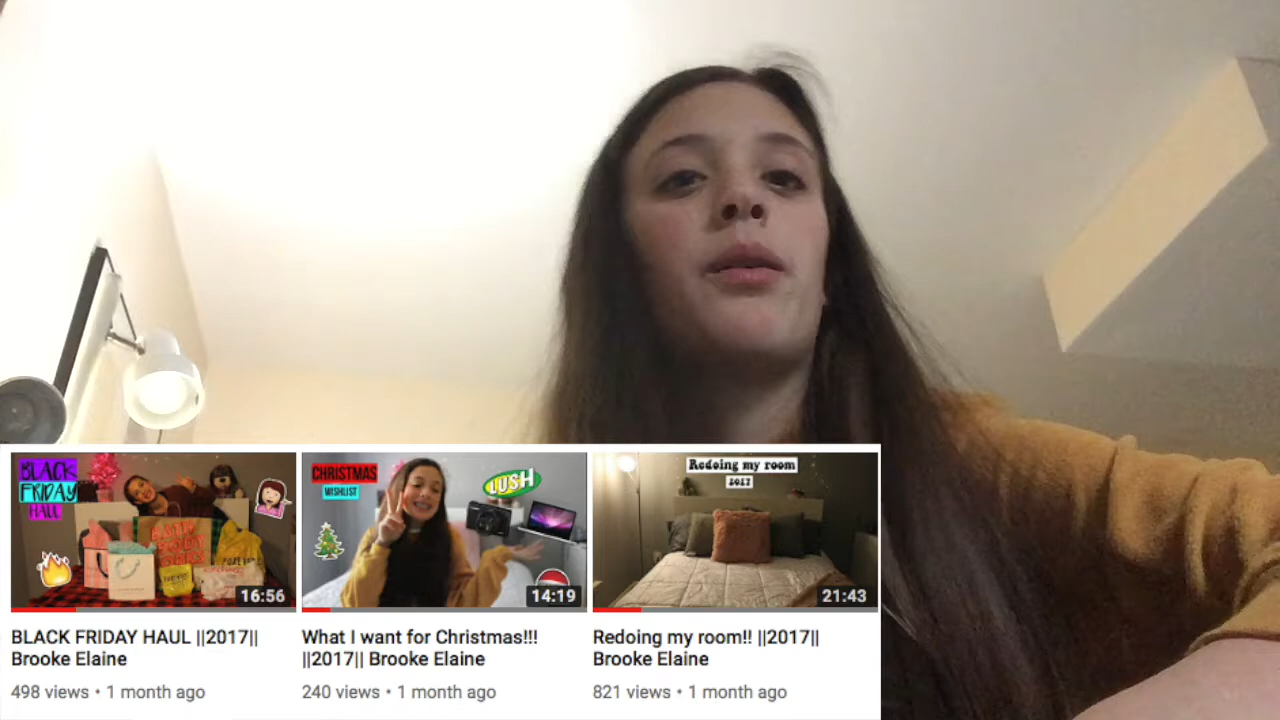 BLACK
FRIDAY
HAUL
16:56
BLACK FRIDAY HAUL ||2017||
Brooke Elaine
498 views • 1 month ago
CHRISTMAS
WISHLIST
LUSH
14:19
What I want for Christmas!!!
||2017|| Brooke Elaine
240 views • 1 month ago
Redoing my room
2017
21:43
Redoing my room!! ||2017||
Brooke Elaine
821 views • 1 month ago